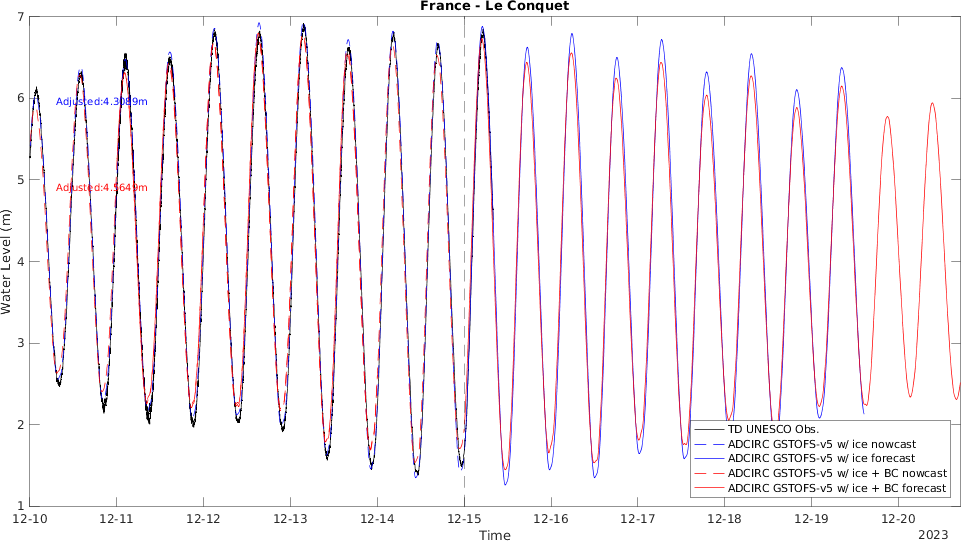 France - Le Conquet
7
6
5
4
3
2
1
Water Level (m)
Adjusted:4.3089m
Adjusted:4.5649m
TD UNESCO Obs.
ADCIRC GSTOFS-v5 w/ ice nowcast
ADCIRC GSTOFS-v5 w/ ice forecast
ADCIRC GSTOFS-v5 w/ ice + BC nowcast
ADCIRC GSTOFS-v5 w/ ice + BC forecast
12-10 12-11 12-12 12-13 12-14 12-15 12-16 12-17 12-18 12-19 12-20
Time
2023